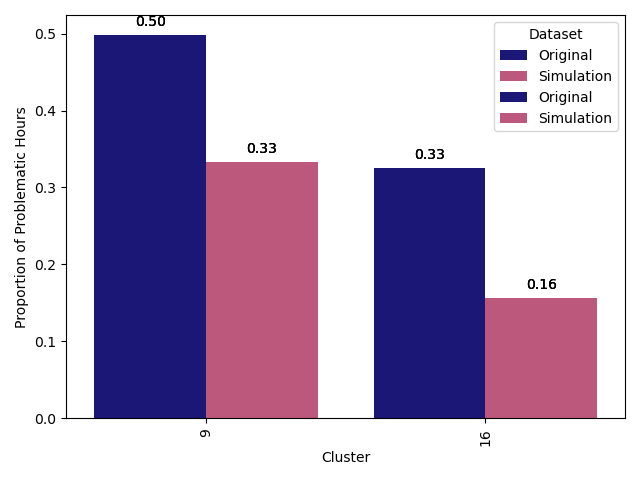 0.50
0.33
0.33
0.16
Dataset
Original
Simulation
Original
Simulation
Proportion of Problematic Hours
0.5
0.4
0.3
0.2
0.1
0.0
9
16
Cluster